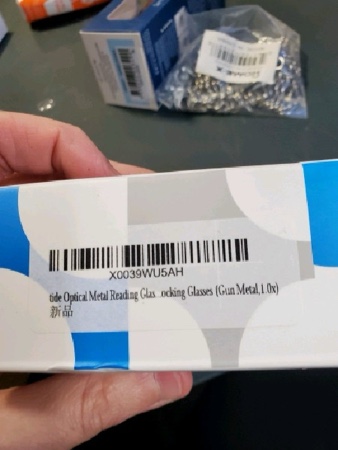 X0039WU5AH
tide Optical Metal Reading Glas...ocking Glasses (Gun Metal,1.0x)
新品